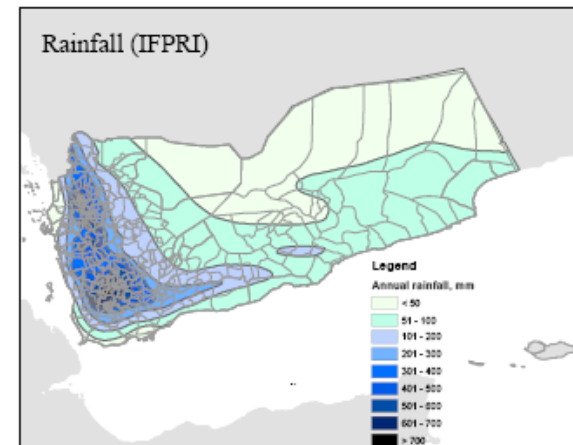 Rainfall (IFPRI)
Legend
Annual rainfall, mm
< 50
51 - 100
101 - 200
201 - 300
301 - 400
401 - 500
501 - 600
601 - 700
> 700